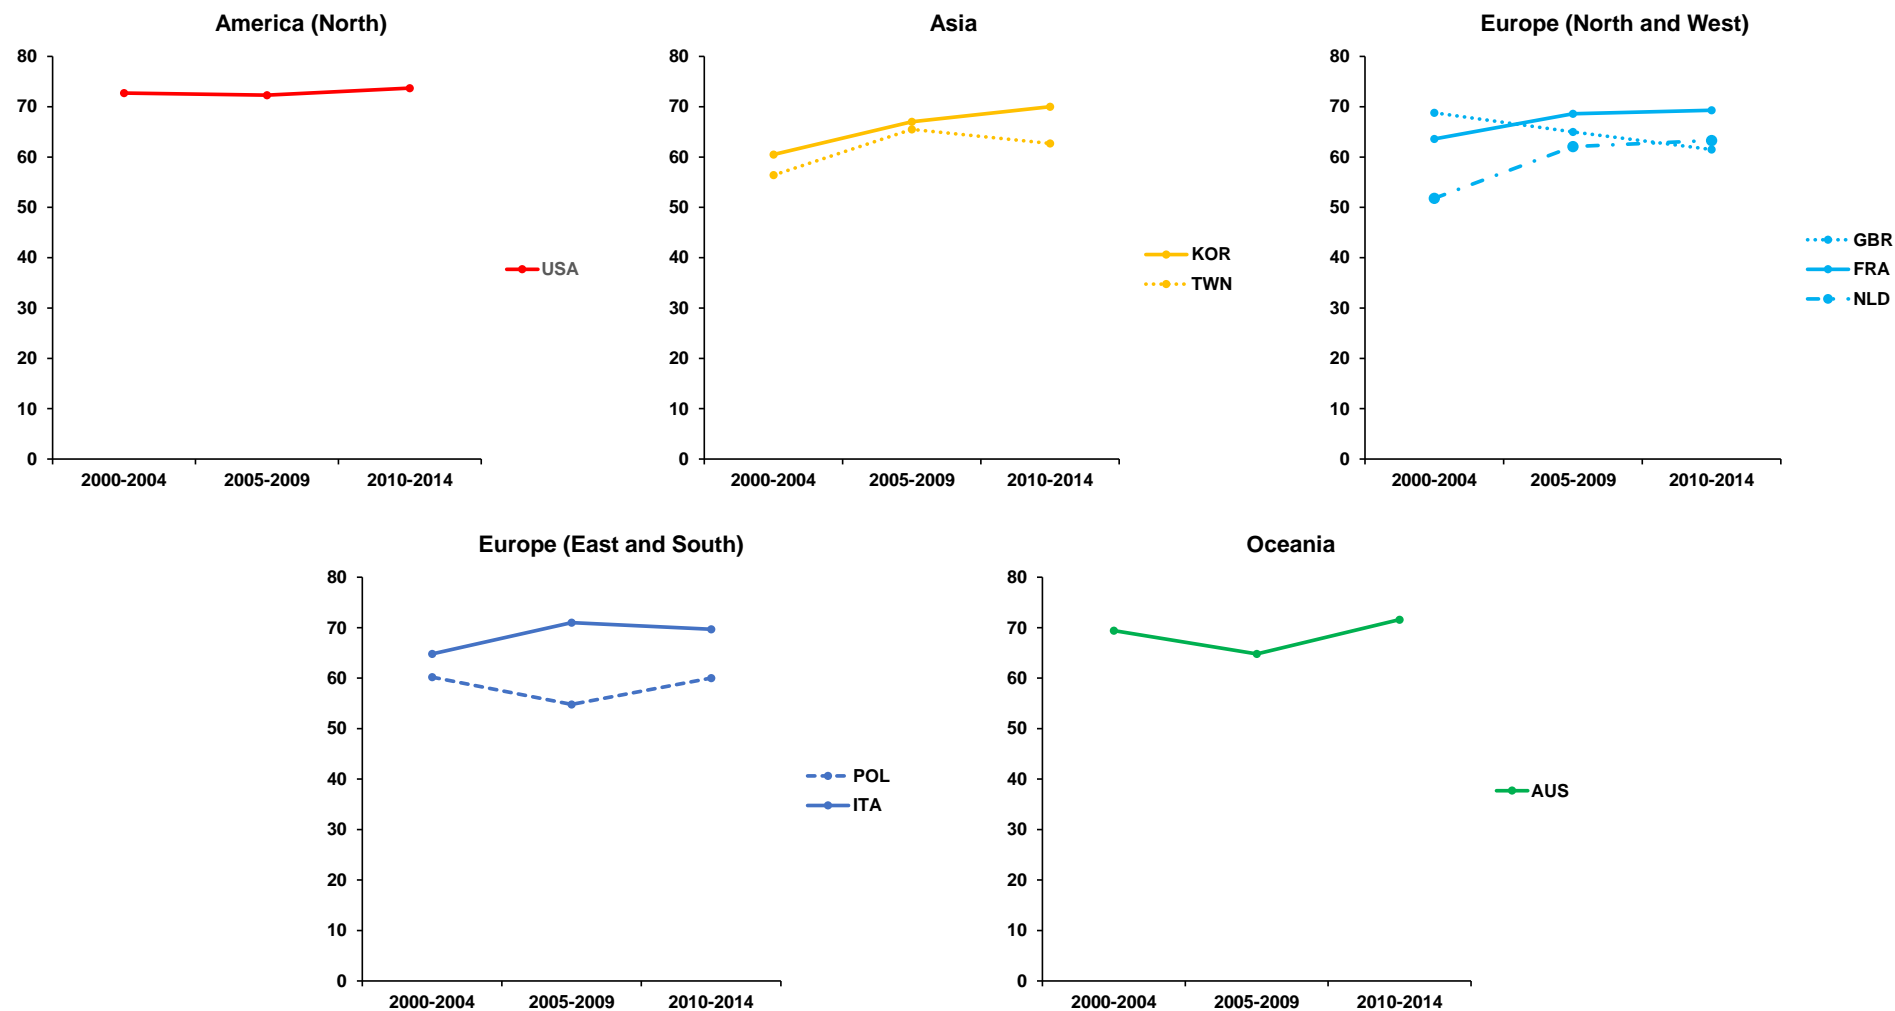 America (North)
80
70
60
50
40
30
20
10
0
2000-2004 2005-2009 2010-2014
USA
Asia
80
70
60
50
40
30
20
10
0
2000-2004 2005-2009 2010-2014
KOR
TWN
Europe (North and West)
80
70
60
50
40
30
20
10
0
2000-2004 2005-2009 2010-2014
GBR
FRA
NLD
Europe (East and South)
80
70
60
50
40
30
20
10
0
2000-2004 2005-2009 2010-2014
POL
ITA
Oceania
80
70
60
50
40
30
20
10
0
2000-2004 2005-2009 2010-2014
AUS